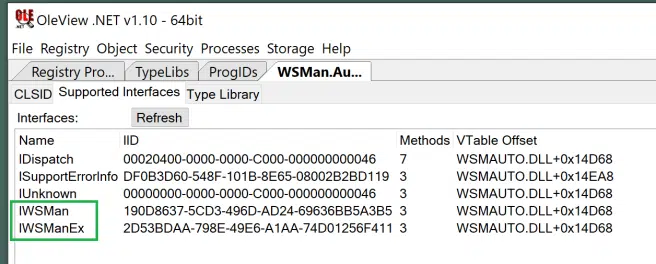 OLE
.NET
OleView .NET v1.10 - 64bit
File Registry Object Security Processes Storage Help
Registry Pro... TypeLibs ProgIDs WSMan.Au...
CLSID Supported Interfaces Type Library
Interfaces: Refresh
Name IID Methods VTable Offset
IDispatch 00020400-0000-0000-C000-000000000046 7 WSMAUTO.DLL+0x14D68
ISupportErrorInfo DF0B3D60-548F-101B-8E65-08002B2BD119 3 WSMAUTO.DLL+0x14EA8
IUnknown 00000000-0000-0000-C000-000000000046 3 WSMAUTO.DLL+0x14D68
IWSMan 190D8637-5CD3-496D-AD24-69636BB5A3B5 3 WSMAUTO.DLL+0x14D68
IWSManEx 2D53BDAA-798E-49E6-A1AA-74D01256F411 3 WSMAUTO.DLL+0x14D68